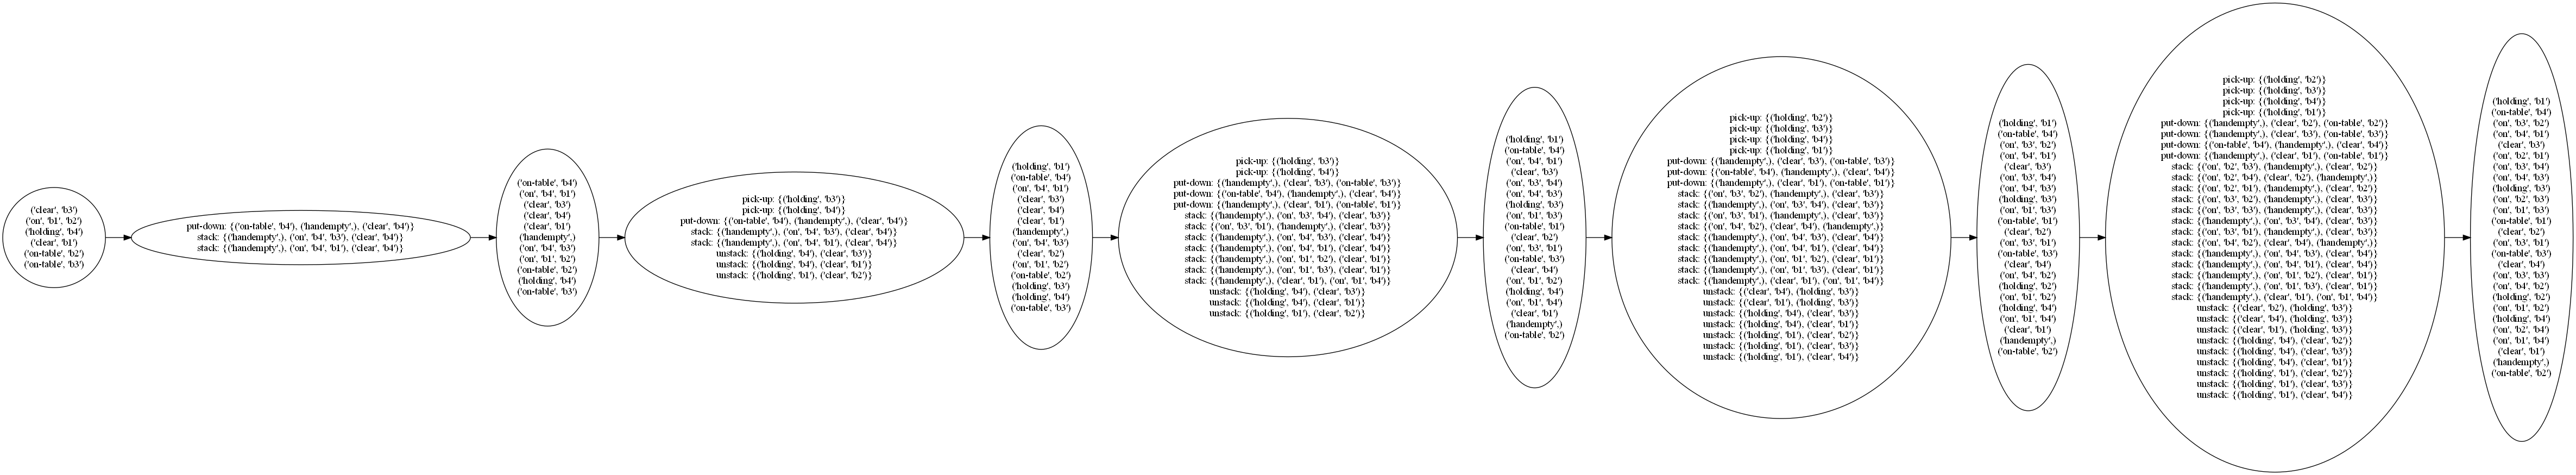 ('clear', 'b3')
('on', 'b1', 'b2')
('holding', 'b4')
('clear', 'b1')
('on-table', 'b2')
('on-table', 'b3')
put-down: {('on-table', 'b4'), ('handempty',), ('clear', 'b4')}
stack: {('handempty',), ('on', 'b4', 'b3'), ('clear', 'b4')}
stack: {('handempty',), ('on', 'b4', 'b1'), ('clear', 'b4')}
('on-table', 'b4')
('on', 'b4', 'b1')
('clear', 'b3')
('clear', 'b4')
('clear', 'b1')
('handempty',)
('on', 'b4', 'b3')
('on', 'b1', 'b2')
('on-table', 'b2')
('holding', 'b4')
('on-table', 'b3')
pick-up: {('holding', 'b3')}
pick-up: {('holding', 'b4')}
put-down: {('on-table', 'b4'), ('handempty',), ('clear', 'b4')}
stack: {('handempty',), ('on', 'b4', 'b3'), ('clear', 'b4')}
stack: {('handempty',), ('on', 'b4', 'b1'), ('clear', 'b4')}
unstack: {('holding', 'b4'), ('clear', 'b3')}
unstack: {('holding', 'b4'), ('clear', 'b1')}
unstack: {('holding', 'b1'), ('clear', 'b2')}
('holding', 'b1')
('on-table', 'b4')
('on', 'b4', 'b1')
('clear', 'b3')
('clear', 'b4')
('clear', 'b1')
('handempty',)
('on', 'b4', 'b3')
('clear', 'b2')
('on', 'b1', 'b2')
('on-table', 'b2')
('holding', 'b3')
('holding', 'b4')
('on-table', 'b3')
pick-up: {('holding', 'b3')}
pick-up: {('holding', 'b4')}
put-down: {('handempty',), ('clear', 'b3'), ('on-table', 'b3')}
put-down: {('on-table', 'b4'), ('handempty',), ('clear', 'b4')}
put-down: {('handempty',), ('clear', 'b1'), ('on-table', 'b1')}
stack: {('handempty',), ('on', 'b3', 'b4'), ('clear', 'b3')}
stack: {('on', 'b3', 'b1'), ('handempty',), ('clear', 'b3')}
stack: {('handempty',), ('on', 'b4', 'b3'), ('clear', 'b4')}
stack: {('handempty',), ('on', 'b4', 'b1'), ('clear', 'b4')}
stack: {('handempty',), ('on', 'b1', 'b2'), ('clear', 'b1')}
stack: {('handempty',), ('on', 'b1', 'b3'), ('clear', 'b1')}
stack: {('handempty',), ('clear', 'b1'), ('on', 'b1', 'b4')}
unstack: {('holding', 'b4'), ('clear', 'b3')}
unstack: {('holding', 'b4'), ('clear', 'b1')}
unstack: {('holding', 'b1'), ('clear', 'b2')}
('holding', 'b1')
('on-table', 'b4')
('on', 'b4', 'b1')
('clear', 'b3')
('on', 'b3', 'b4')
('on', 'b4', 'b3')
('holding', 'b3')
('on', 'b1', 'b3')
('on-table', 'b1')
('clear', 'b2')
('on', 'b3', 'b1')
('on-table', 'b3')
('clear', 'b4')
('on', 'b1', 'b2')
('holding', 'b4')
('on', 'b1', 'b4')
('clear', 'b1')
('handempty',)
('on-table', 'b2')
pick-up: {('holding', 'b2')}
pick-up: {('holding', 'b3')}
pick-up: {('holding', 'b4')}
pick-up: {('holding', 'b1')}
put-down: {('handempty',), ('clear', 'b3'), ('on-table', 'b3')}
put-down: {('on-table', 'b4'), ('handempty',), ('clear', 'b4')}
put-down: {('handempty',), ('clear', 'b1'), ('on-table', 'b1')}
stack: {('on', 'b3', 'b2'), ('handempty',), ('clear', 'b3')}
stack: {('handempty',), ('on', 'b3', 'b4'), ('clear', 'b3')}
stack: {('on', 'b3', 'b1'), ('handempty',), ('clear', 'b3')}
stack: {('on', 'b4', 'b2'), ('clear', 'b4'), ('handempty',)}
stack: {('handempty',), ('on', 'b4', 'b3'), ('clear', 'b4')}
stack: {('handempty',), ('on', 'b4', 'b1'), ('clear', 'b4')}
stack: {('handempty',), ('on', 'b1', 'b2'), ('clear', 'b1')}
stack: {('handempty',), ('on', 'b1', 'b3'), ('clear', 'b1')}
stack: {('handempty',), ('clear', 'b1'), ('on', 'b1', 'b4')}
unstack: {('clear', 'b4'), ('holding', 'b3')}
unstack: {('clear', 'b1'), ('holding', 'b3')}
unstack: {('holding', 'b4'), ('clear', 'b3')}
unstack: {('holding', 'b4'), ('clear', 'b1')}
unstack: {('holding', 'b1'), ('clear', 'b2')}
unstack: {('holding', 'b1'), ('clear', 'b3')}
unstack: {('holding', 'b1'), ('clear', 'b4')}
('holding', 'b1')
('on-table', 'b4')
('on', 'b3', 'b2')
('on', 'b4', 'b1')
('clear', 'b3')
('on', 'b3', 'b4')
('on', 'b4', 'b3')
('holding', 'b3')
('on', 'b1', 'b3')
('on-table', 'b1')
('clear', 'b2')
('on', 'b3', 'b1')
('on-table', 'b3')
('clear', 'b4')
('on', 'b4', 'b2')
('holding', 'b2')
('on', 'b1', 'b2')
('holding', 'b4')
('on', 'b1', 'b4')
('clear', 'b1')
('handempty',)
('on-table', 'b2')
pick-up: {('holding', 'b2')}
pick-up: {('holding', 'b3')}
pick-up: {('holding', 'b4')}
pick-up: {('holding', 'b1')}
put-down: {('handempty',), ('clear', 'b2'), ('on-table', 'b2')}
put-down: {('handempty',), ('clear', 'b3'), ('on-table', 'b3')}
put-down: {('on-table', 'b4'), ('handempty',), ('clear', 'b4')}
put-down: {('handempty',), ('clear', 'b1'), ('on-table', 'b1')}
stack: {('on', 'b2', 'b3'), ('handempty',), ('clear', 'b2')}
stack: {('on', 'b2', 'b4'), ('clear', 'b2'), ('handempty',)}
stack: {('on', 'b2', 'b1'), ('handempty',), ('clear', 'b2')}
stack: {('on', 'b3', 'b2'), ('handempty',), ('clear', 'b3')}
stack: {('on', 'b3', 'b3'), ('handempty',), ('clear', 'b3')}
stack: {('handempty',), ('on', 'b3', 'b4'), ('clear', 'b3')}
stack: {('on', 'b3', 'b1'), ('handempty',), ('clear', 'b3')}
stack: {('on', 'b4', 'b2'), ('clear', 'b4'), ('handempty',)}
stack: {('handempty',), ('on', 'b4', 'b3'), ('clear', 'b4')}
stack: {('handempty',), ('on', 'b4', 'b1'), ('clear', 'b4')}
stack: {('handempty',), ('on', 'b1', 'b2'), ('clear', 'b1')}
stack: {('handempty',), ('on', 'b1', 'b3'), ('clear', 'b1')}
stack: {('handempty',), ('clear', 'b1'), ('on', 'b1', 'b4')}
unstack: {('clear', 'b2'), ('holding', 'b3')}
unstack: {('clear', 'b4'), ('holding', 'b3')}
unstack: {('clear', 'b1'), ('holding', 'b3')}
unstack: {('holding', 'b4'), ('clear', 'b2')}
unstack: {('holding', 'b4'), ('clear', 'b3')}
unstack: {('holding', 'b4'), ('clear', 'b1')}
unstack: {('holding', 'b1'), ('clear', 'b2')}
unstack: {('holding', 'b1'), ('clear', 'b3')}
unstack: {('holding', 'b1'), ('clear', 'b4')}
('holding', 'b1')
('on-table', 'b4')
('on', 'b3', 'b2')
('on', 'b4', 'b1')
('clear', 'b3')
('on', 'b2', 'b1')
('on', 'b3', 'b4')
('on', 'b4', 'b3')
('holding', 'b3')
('on', 'b2', 'b3')
('on', 'b1', 'b3')
('on-table', 'b1')
('clear', 'b2')
('on', 'b3', 'b1')
('on-table', 'b3')
('clear', 'b4')
('on', 'b3', 'b3')
('on', 'b4', 'b2')
('holding', 'b2')
('on', 'b1', 'b2')
('holding', 'b4')
('on', 'b2', 'b4')
('on', 'b1', 'b4')
('clear', 'b1')
('handempty',)
('on-table', 'b2')